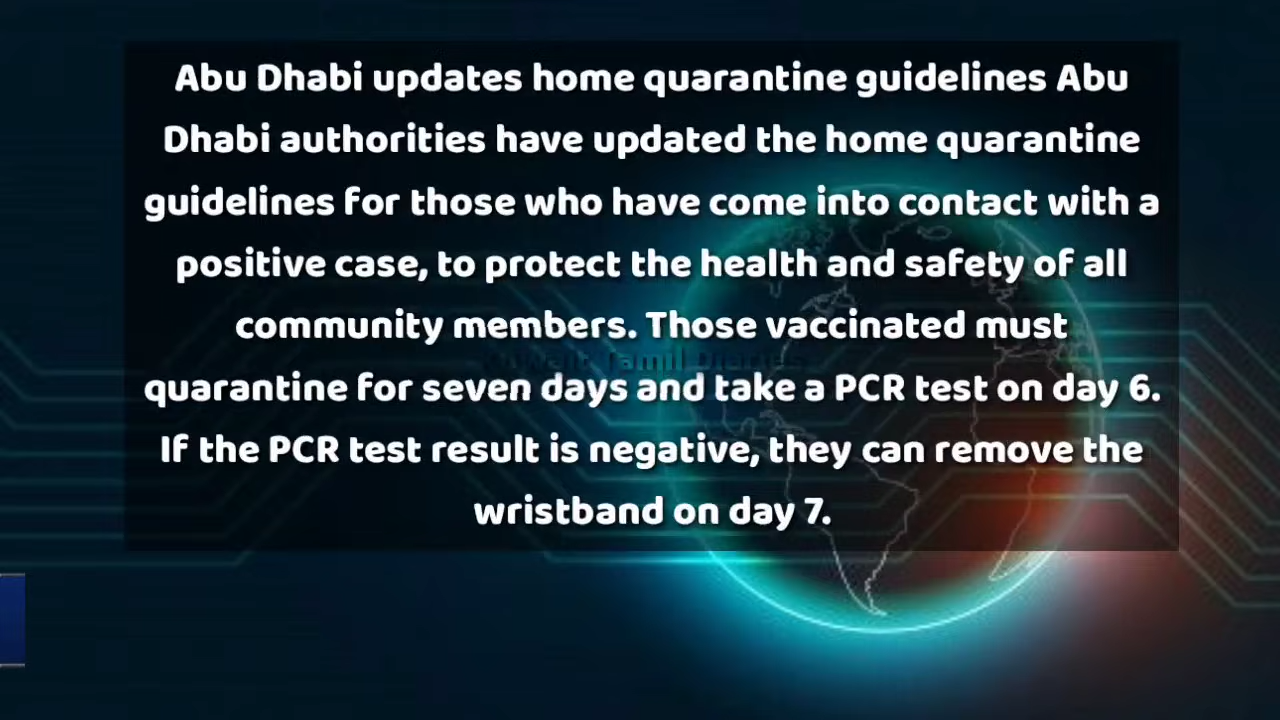 Abu Dhabi updates home quarantine guidelines Abu
Dhabi authorities have updated the home quarantine
guidelines for those who have come into contact with a
positive case, to protect the health and safety of all
community members. Those vaccinated must
Kuwait Tamil Diaries
quarantine for seven days and take a PCR test on day 6.
If the PCR test result is negative, they can remove the
wristband on day 7.